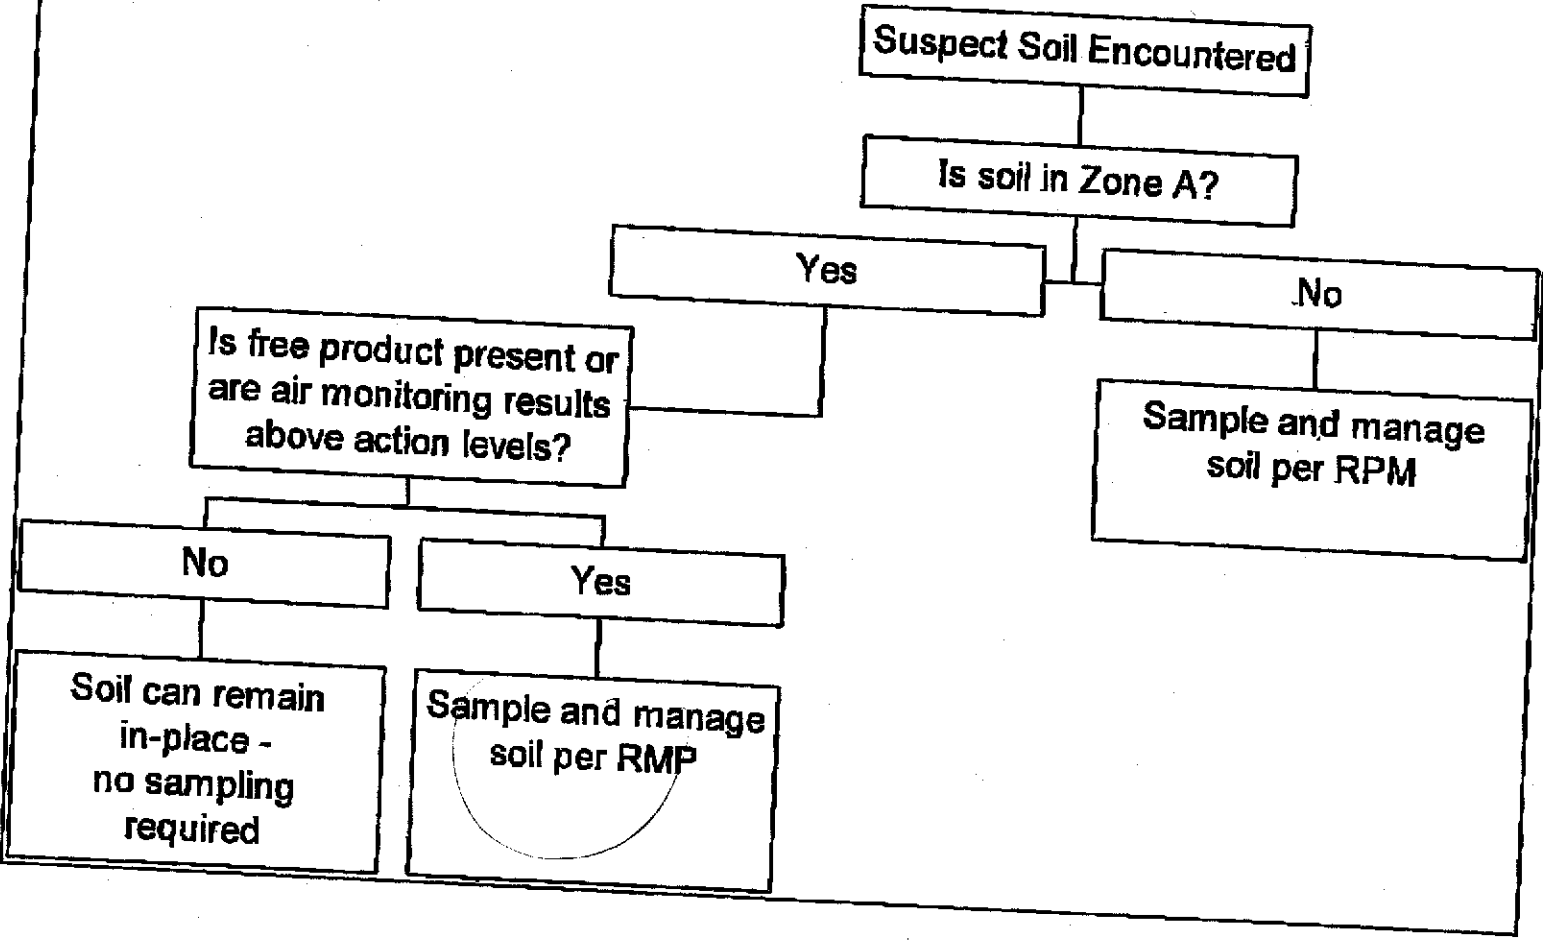 Suspect Soil Encountered
Is soil in Zone A?
Yes
No
Is free product present or
are air monitoring results
above action levels?
Sample and manage
soil per RPM
No
Yes
Soil can remain
in-place -
no sampling
required
Sample and manage
soil per RMP